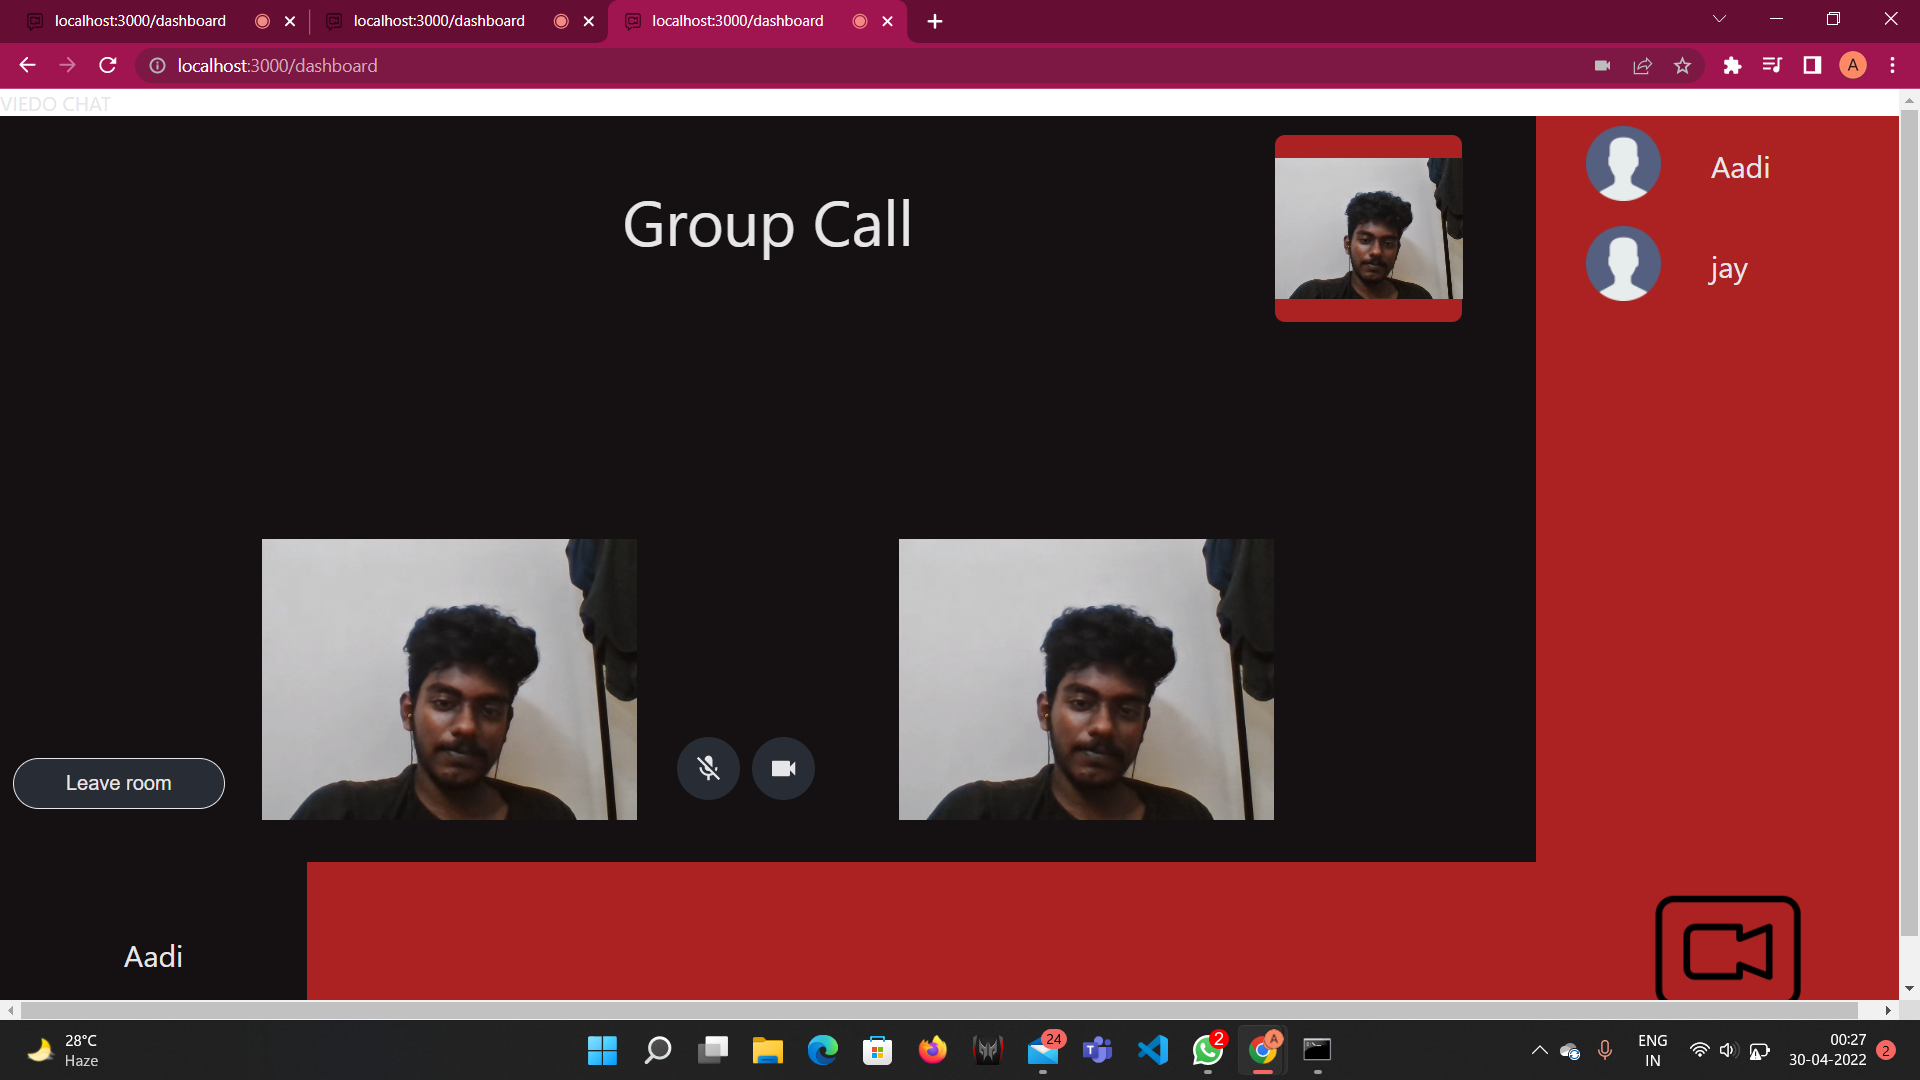 localhost:3000/dashboard
localhost:3000/dashboard
localhost:3000/dashboard
localhost:3000/dashboard
A
VIEDO CHAT
Group Call
Aadi
jay
Leave room
Aadi
28°C
Haze
24
T
2
A
ENG
IN
00:27
30-04-2022
2